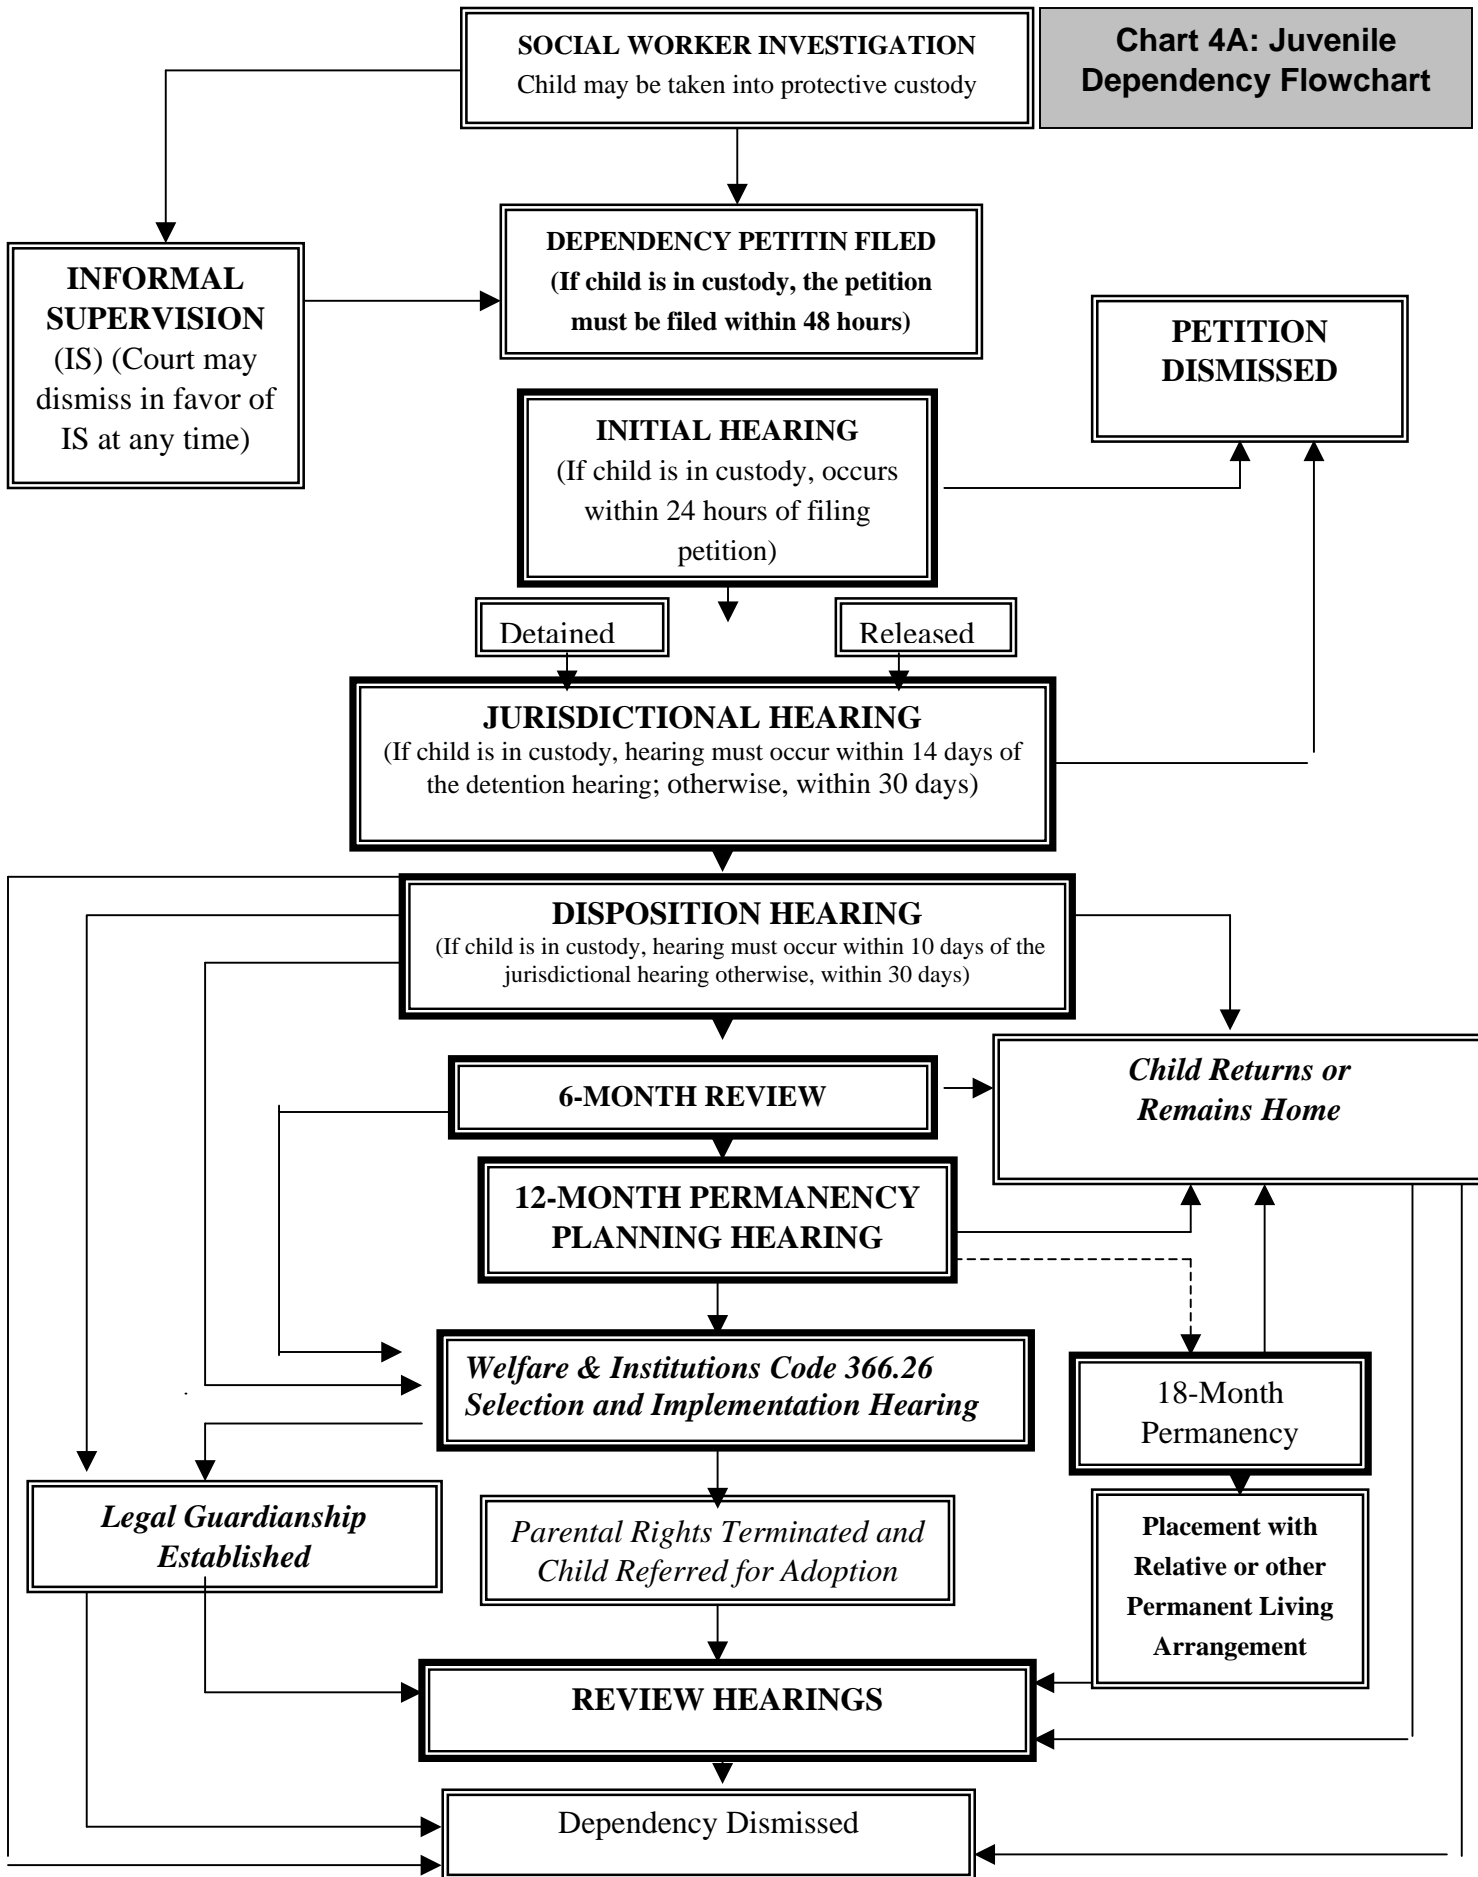 SOCIAL WORKER INVESTIGATION
Child may be taken into protective custody
Chart 4A: Juvenile
Dependency Flowchart
INFORMAL
SUPERVISION
(IS) (Court may
dismiss in favor of
IS at any time)
DEPENDENCY PETITIN FILED
(If child is in custody, the petition
must be filed within 48 hours)
PETITION
DISMISSED
INITIAL HEARING
(If child is in custody, occurs
within 24 hours of filing
petition)
Detained
Released
JURISDICTIONAL HEARING
(If child is in custody, hearing must occur within 14 days of
the detention hearing; otherwise, within 30 days)
DISPOSITION HEARING
(If child is in custody, hearing must occur within 10 days of the
jurisdictional hearing otherwise, within 30 days)
6-MONTH REVIEW
Child Returns or
Remains Home
12-MONTH PERMANENCY
PLANNING HEARING
Welfare & Institutions Code 366.26
Selection and Implementation Hearing
18-Month
Permanency
Legal Guardianship
Established
Parental Rights Terminated and
Child Referred for Adoption
Placement with
Relative or other
Permanent Living
Arrangement
REVIEW HEARINGS
Dependency Dismissed